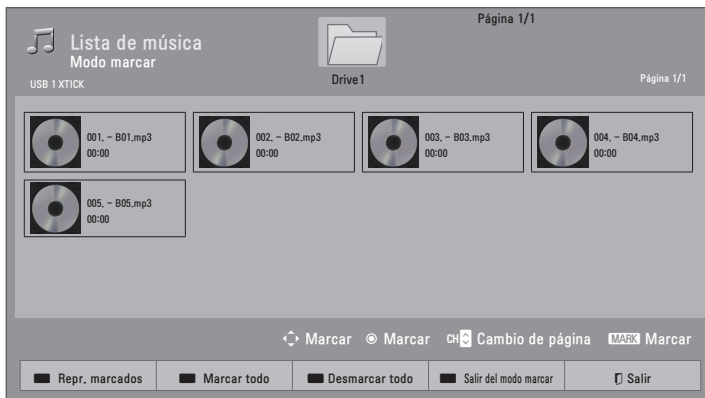 Página 1/1
Lista de música
Modo marcar
USB 1 XTICK
Drive1
Página 1/1
001. - B01.mp3
00:00
002. - B02.mp3
00:00
003. - B03.mp3
00:00
004. - B04.mp3
00:00
005. - B05.mp3
00:00
Marcar Marcar CH Cambio de página MARK Marcar
Repr. marcados Marcar todo Desmarcar todo Salir del modo marcar Salir